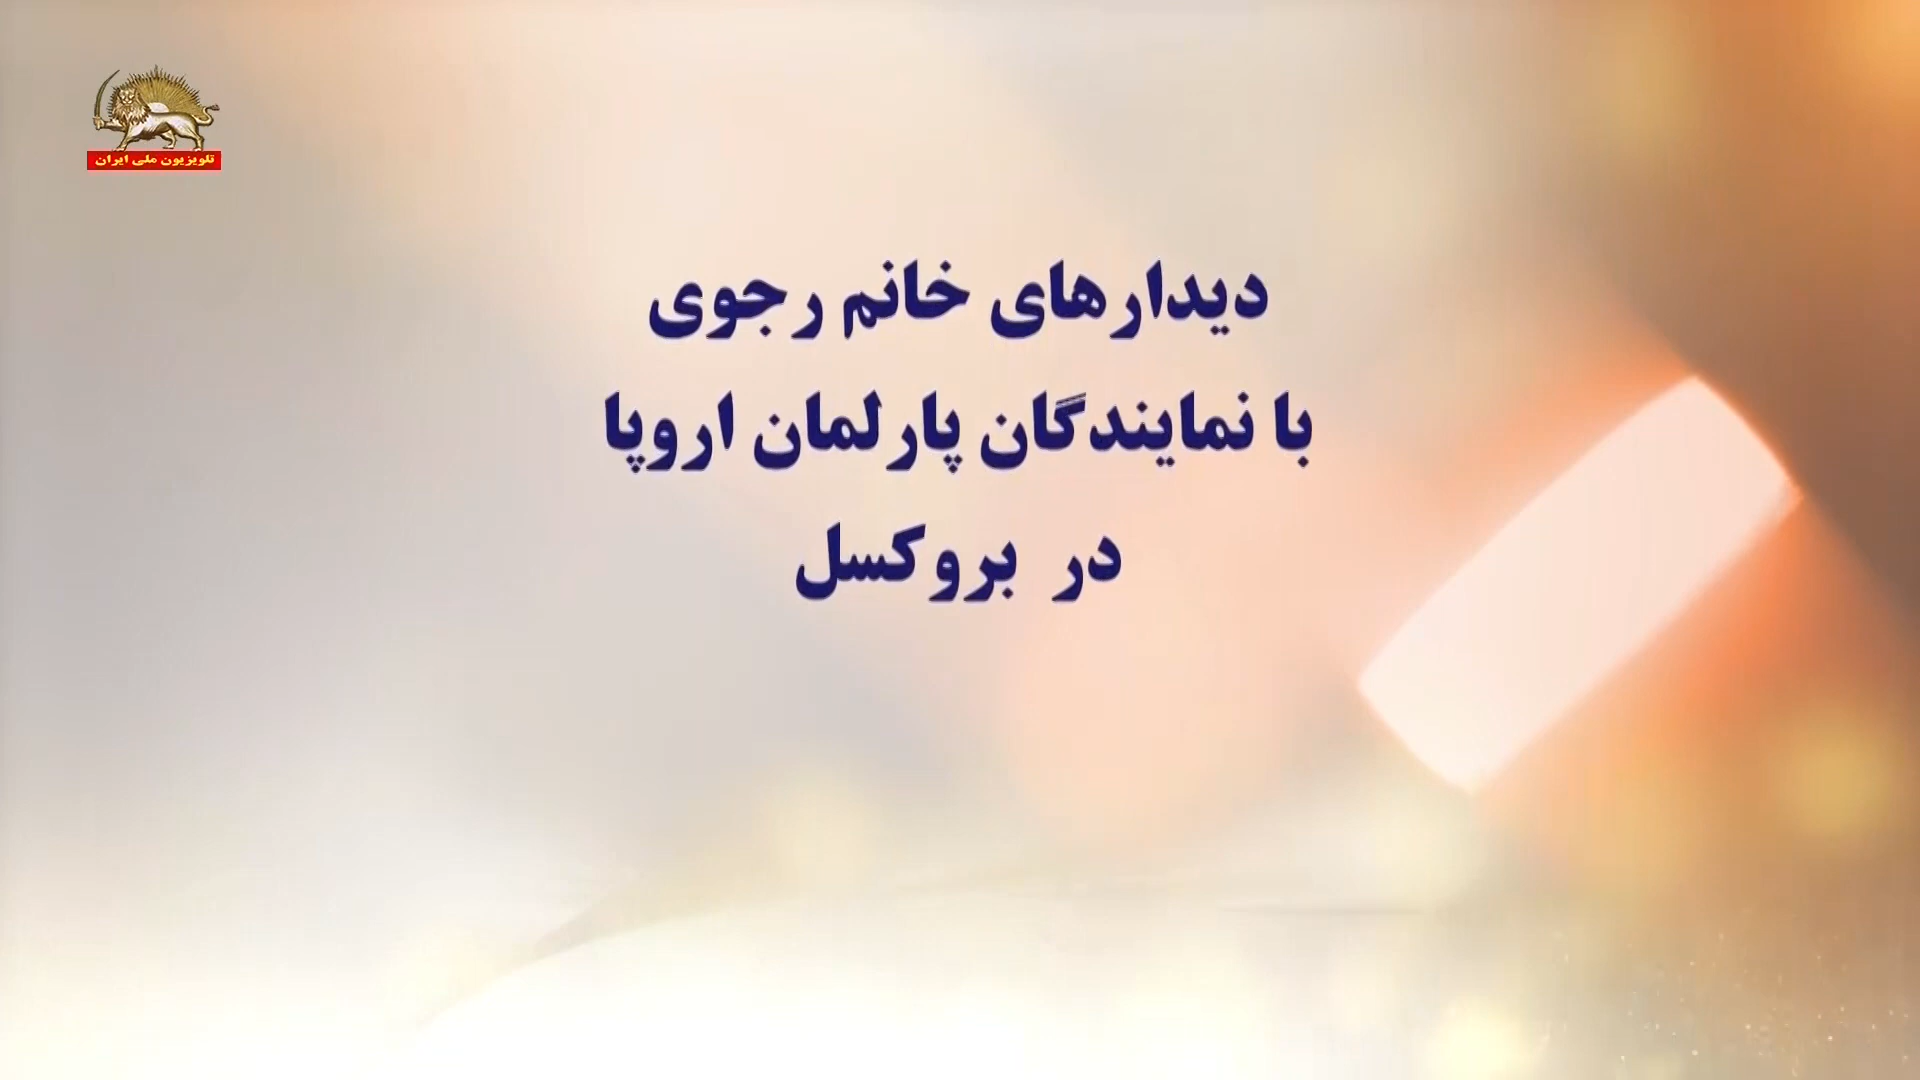 تلویزیون ملی ایران
دیدارهای خانم رجوی
با نمایندگان پارلمان اروپا
در بروکسل